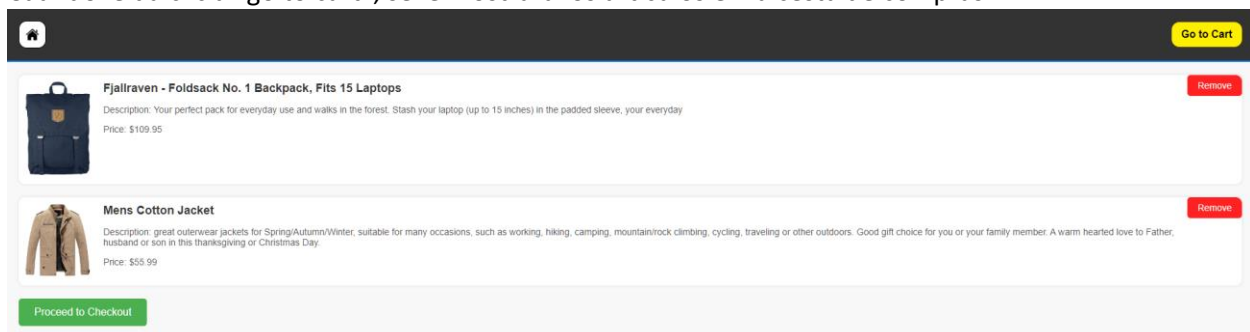 Go to Cart
Fjallraven - Foldsack No. 1 Backpack, Fits 15 Laptops
Remove
Description: Your perfect pack for everyday use and walks in the forest. Stash your laptop (up to 15 inches) in the padded sleeve, your everyday
Price: $109.95
Mens Cotton Jacket
Remove
Description: great outerwear jackets for Spring/Autumn/Winter, suitable for many occasions, such as working, hiking, camping, mountain/rock climbing, cycling, traveling or other outdoors. Good gift choice for you or your family member. A warm hearted love to Father,
husband or son in this thanksgiving or Christmas Day.
Price: $55.99
Proceed to Checkout